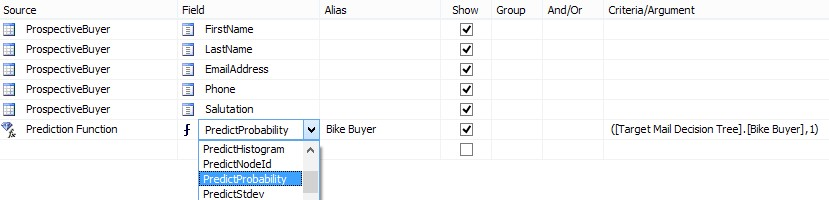 Source Field Alias Show Group And/Or Criteria/Argument
ProspectiveBuyer FirstName
ProspectiveBuyer LastName
ProspectiveBuyer EmailAddress
ProspectiveBuyer Phone
ProspectiveBuyer Salutation
Prediction Function PredictProbability Bike Buyer ([Target Mail Decision Tree].[Bike Buyer],1)
PredictHistogram
PredictNodeId
PredictProbability
PredictStdev